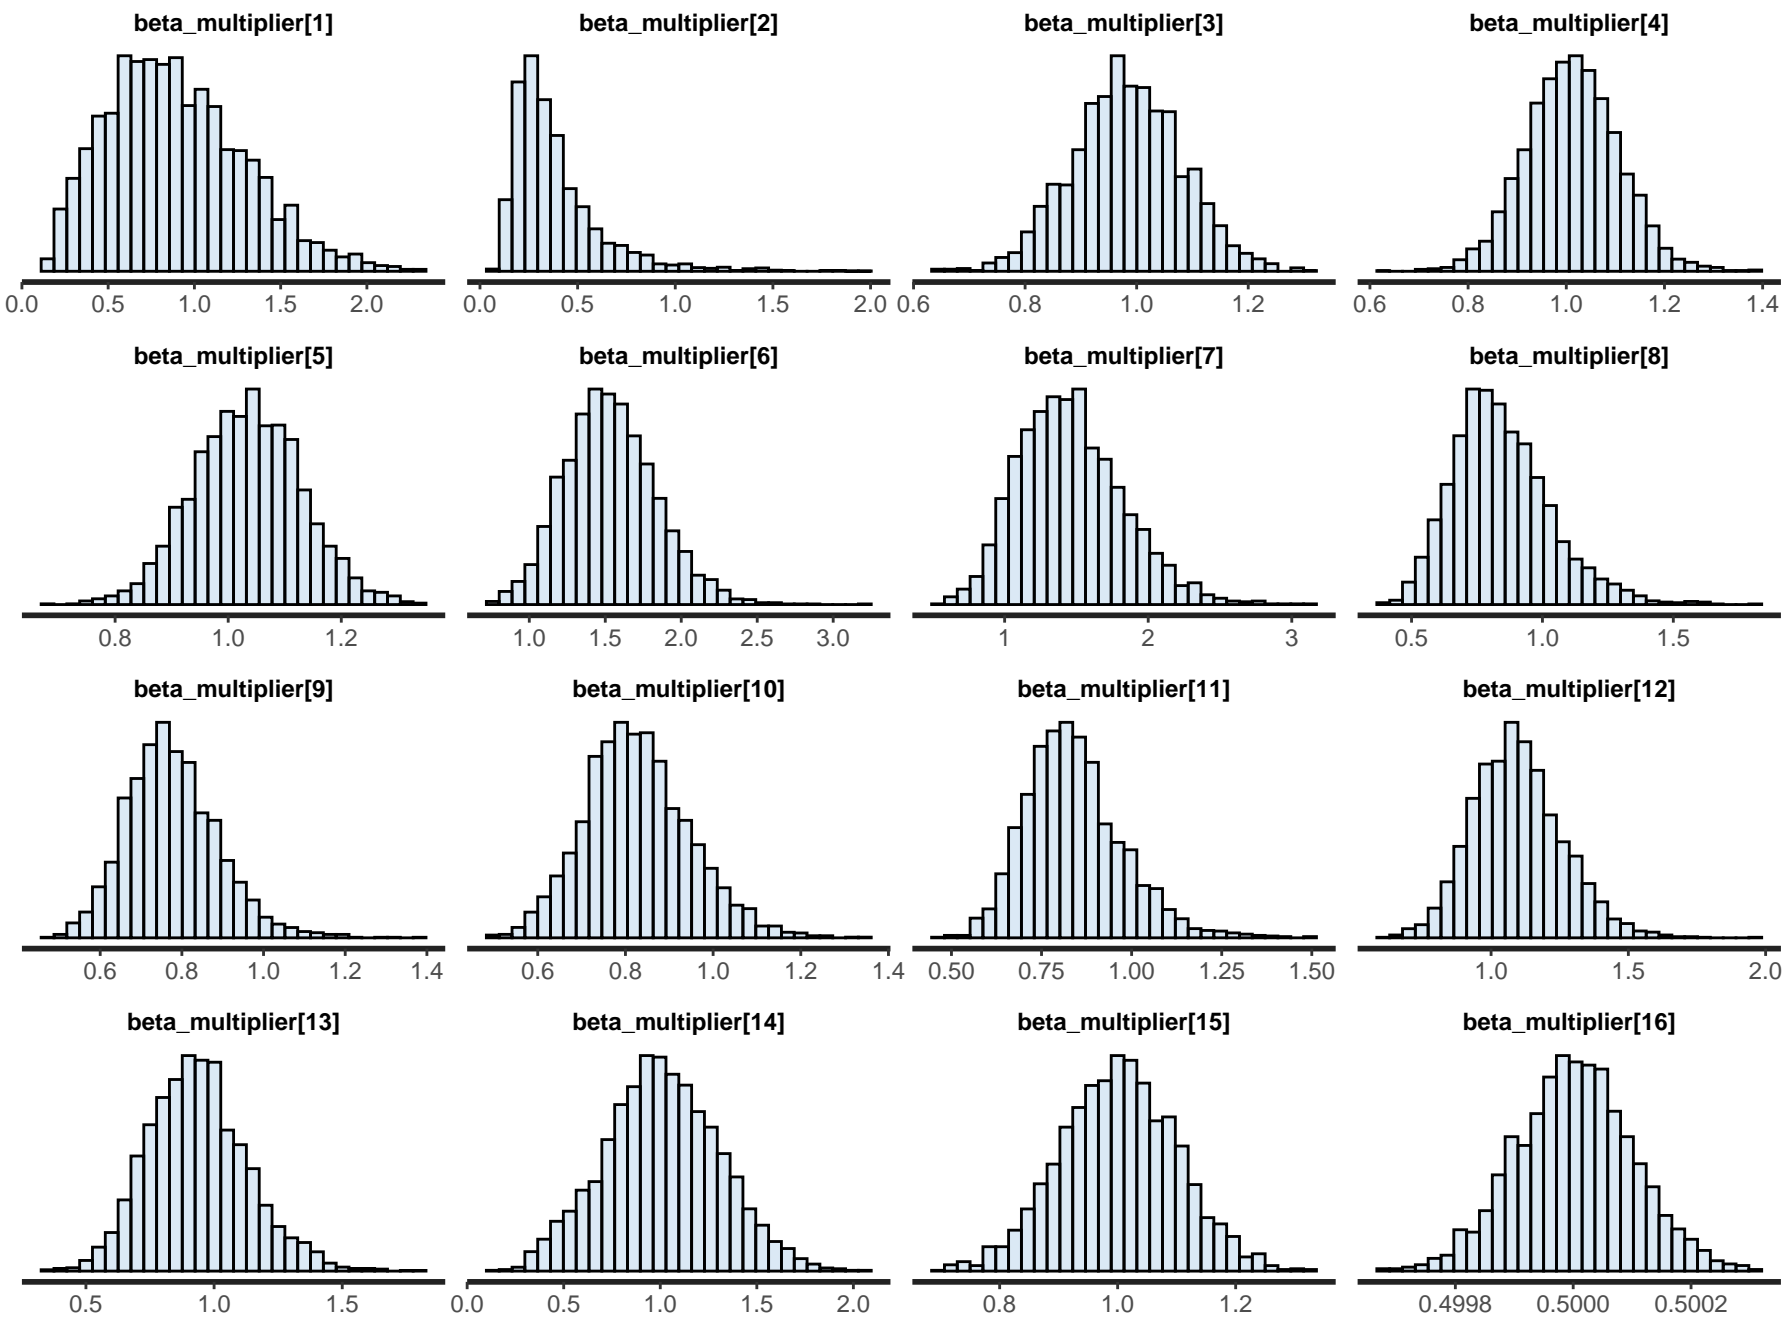 beta_multiplier[1] beta_multiplier[2] beta_multiplier[3] beta_multiplier[4]
0.0 0.5 1.0 1.5 2.0 0.0 0.5 1.0 1.5 2.0 0.6 0.8 1.0 1.2 0.6 0.8 1.0 1.2 1.4
beta_multiplier[5] beta_multiplier[6] beta_multiplier[7] beta_multiplier[8]
0.8 1.0 1.2 1.0 1.5 2.0 2.5 3.0 1 2 3 0.5 1.0 1.5
beta_multiplier[9] beta_multiplier[10] beta_multiplier[11] beta_multiplier[12]
0.6 0.8 1.0 1.2 1.4 0.6 0.8 1.0 1.2 1.4 0.50 0.75 1.00 1.25 1.50 1.0 1.5 2.0
beta_multiplier[13] beta_multiplier[14] beta_multiplier[15] beta_multiplier[16]
0.5 1.0 1.5 0.0 0.5 1.0 1.5 2.0 0.8 1.0 1.2 0.4998 0.5000 0.5002